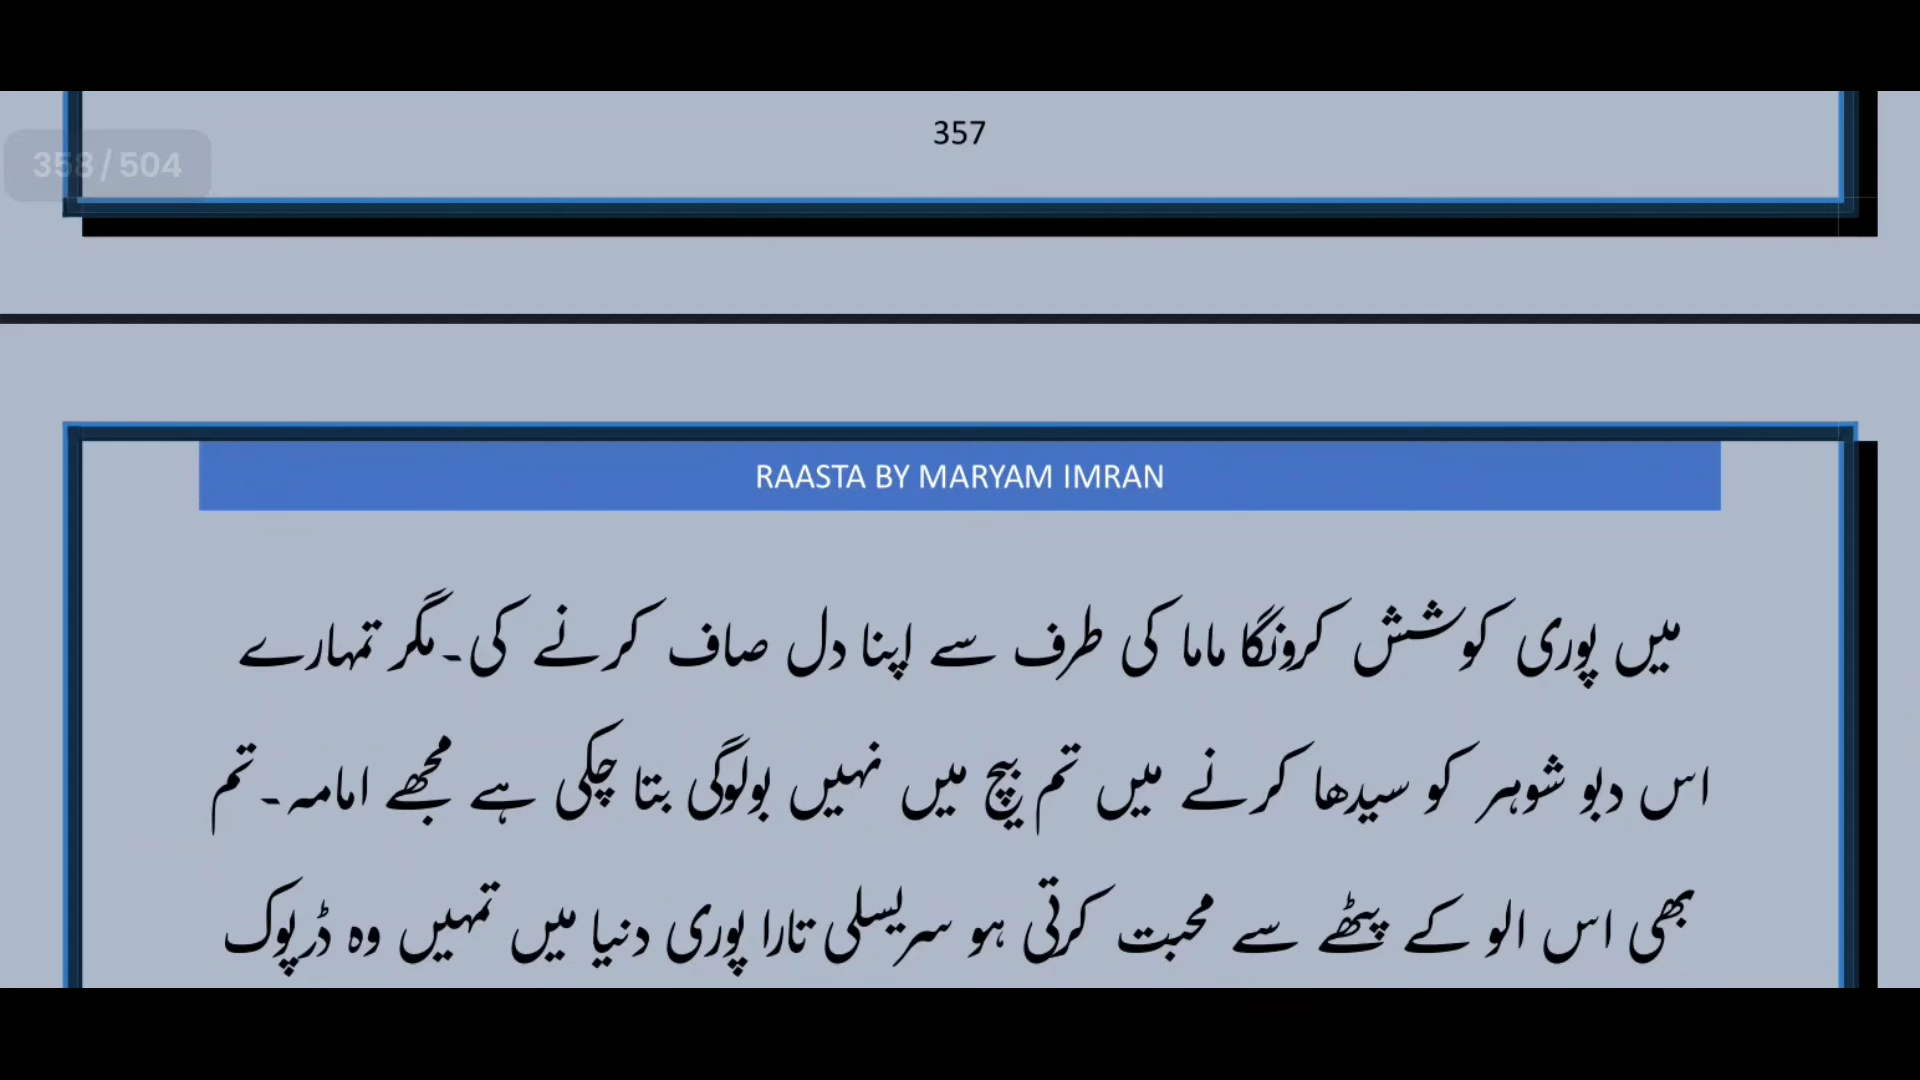 357
358/504
RAASTA BY MARYAM IMRAN
میں پوری کوشش کرونگا ماما کی طرف سے اپنا دل صاف کرنے کی۔مگر تمہارے
اس دبو شوہر کو سیدھا کرنے میں تم بیچ میں نہیں بولوگی بتا چکی ہے مجھے امامہ۔ تم
بھی اس الو کے پٹھے سے محبت کرتی ہو سریسلی تارا پوری دنیا میں تمہیں وہ ڈرپوک